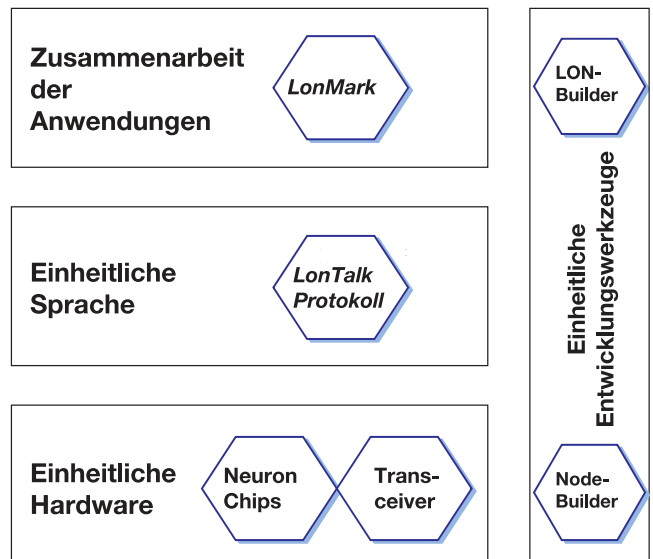 Zusammenarbeit
der
Anwendungen
LonMark
Einheitliche
Sprache
LonTalk
Protokoll
Einheitliche
Hardware
Neuron
Chips
Trans-
ceiver
LON-
Builder
Einheitliche
Entwicklungswerkzeuge
Node-
Builder